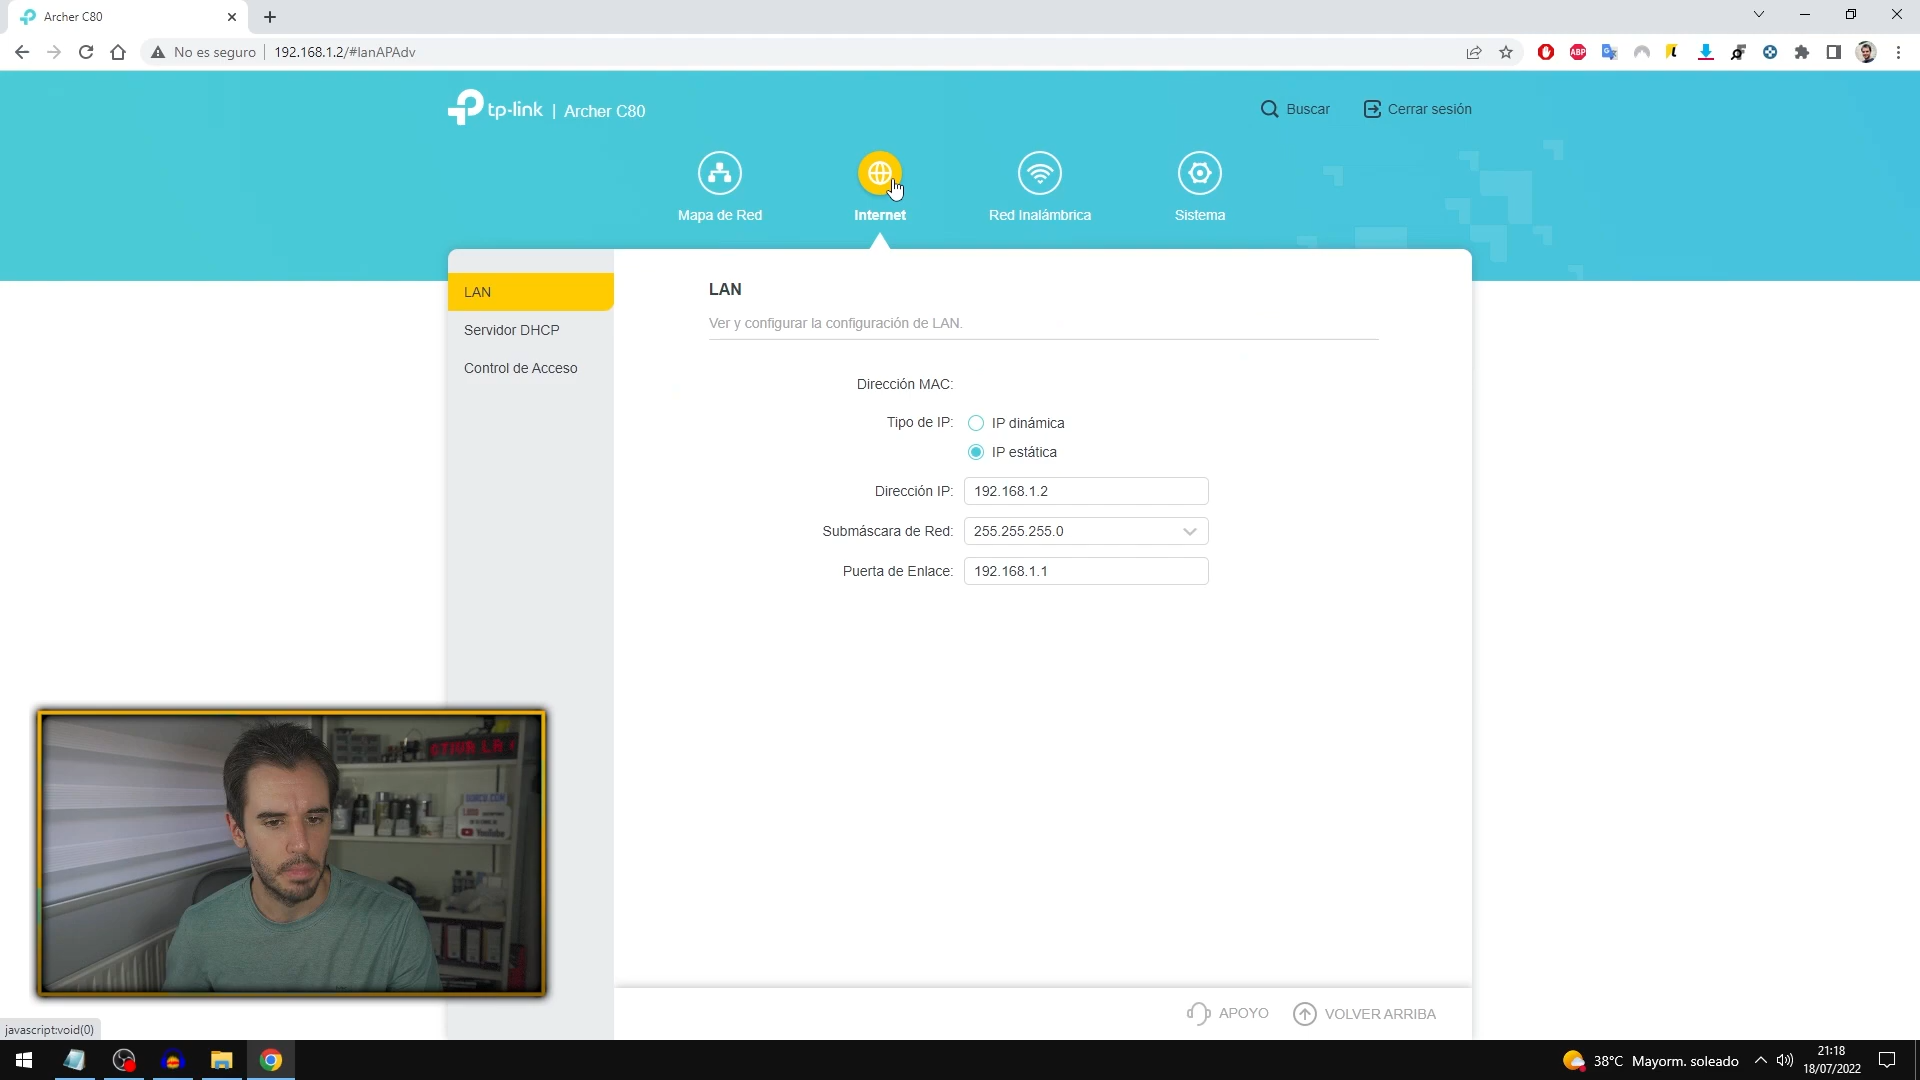 Archer C80
No es seguro
192.168.1.2/#lanAPAdv
ABP
tp-link | Archer C80
Buscar
Cerrar sesión
Mapa de Red
Internet
Red Inalámbrica
Sistema
LAN
Servidor DHCP
Control de Acceso
LAN
Ver y configurar la configuración de LAN.
Dirección MAC:
Tipo de IP:
IP dinámica
IP estática
Dirección IP:
192.168.1.2
Submáscara de Red:
255.255.255.0
Puerta de Enlace:
192.168.1.1
YouTube
APOYO
VOLVER ARRIBA
javascript:void(0)
38°C Mayorm. soleado
21:18
18/07/2022